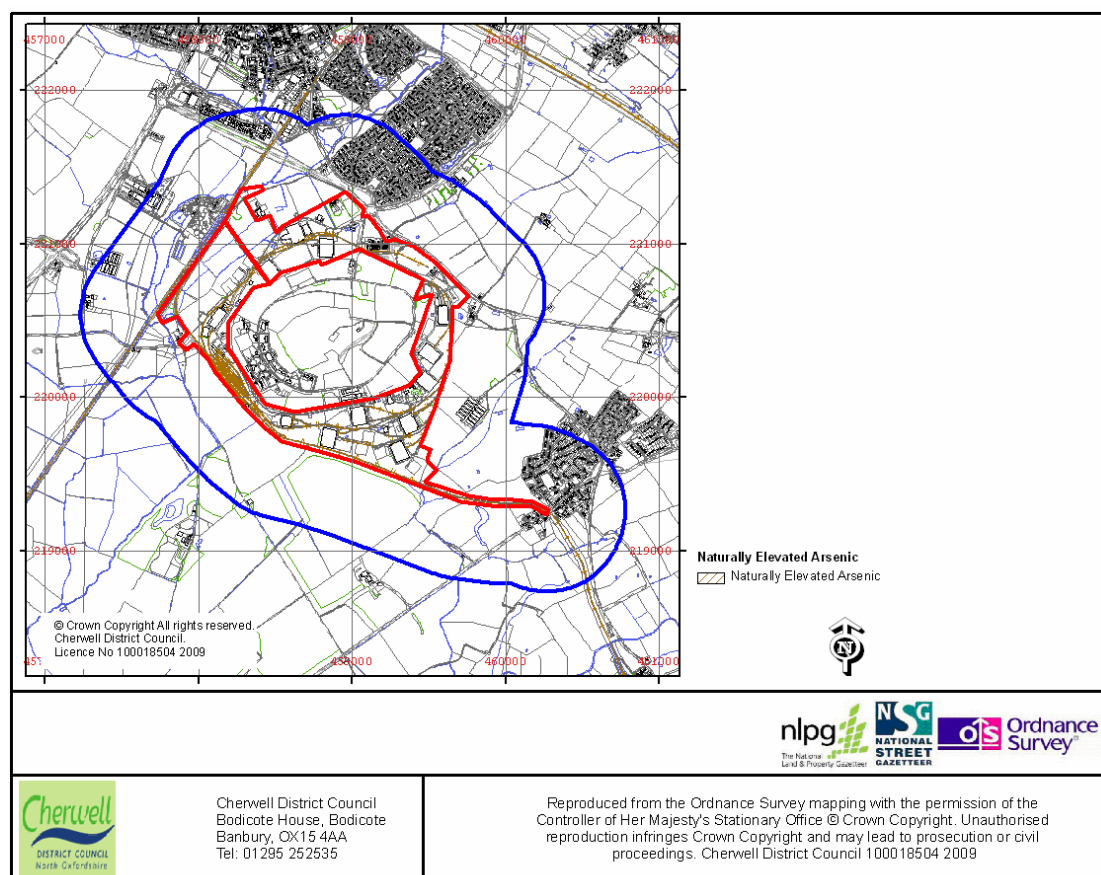 457000
458000
459000
460000
461000
222000
222000
221000
221000
220000
220000
219000
219000
459000
460000
461000
© Crown Copyright All rights reserved.
Cherwell District Council.
Licence No 100018504 2009
Naturally Elevated Arsenic
Naturally Elevated Arsenic
N
nlpg
The National
Land & Property Gazetteer
NSG
NATIONAL
STREET
GAZETTEER
OS
Ordnance
Survey
Cherwell
DISTRICT COUNCIL
North Oxfordshire
Cherwell District Council
Bodicote House, Bodicote
Banbury, OX15 4AA
Tel: 01295 252535
Reproduced from the Ordnance Survey mapping with the permission of the
Controller of Her Majesty's Stationary Office © Crown Copyright. Unauthorised
reproduction infringes Crown Copyright and may lead to prosecution or civil
proceedings. Cherwell District Council 100018504 2009